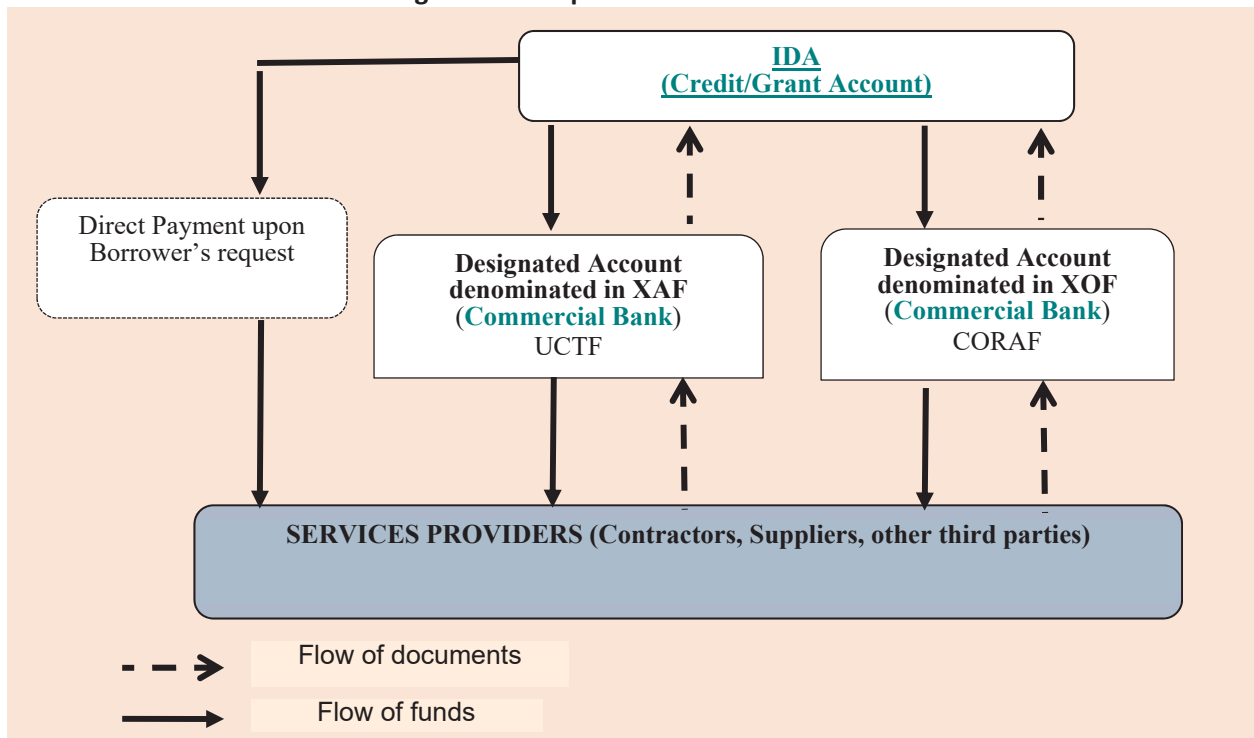 IDA
(Credit/Grant Account)
Direct Payment upon
Borrower’s request
Designated Account
denominated in XAF
(Commercial Bank)
UCTF
Designated Account
denominated in XOF
(Commercial Bank)
CORAF
SERVICES PROVIDERS (Contractors, Suppliers, other third parties)
Flow of documents
Flow of funds